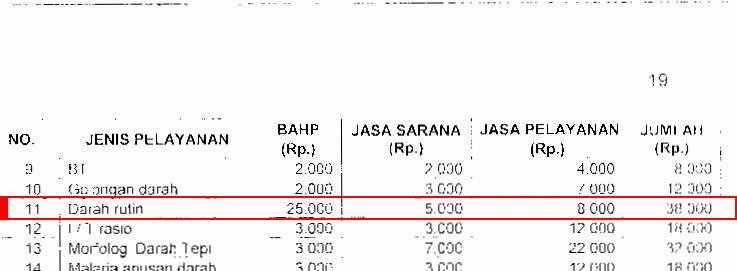 19
NO. JENIS PELAYANAN BAHP (Rp.) JASA SARANA (Rp.) JASA PELAYANAN (Rp.) JUMLAH (Rp.)
9 BT 2.000 2.000 4.000 8.000
10 Golongan darah 2.000 3.000 7.000 12.000
11 Darah rutin 25.000 5.000 8.000 38.000
12 rasio 3.000 3.000 12.000 18.000
13 Morfologi Darah Tepi 3.000 7.000 22.000 32.000
14 Malaria apusan darah 3.000 3.000 12.000 18.000